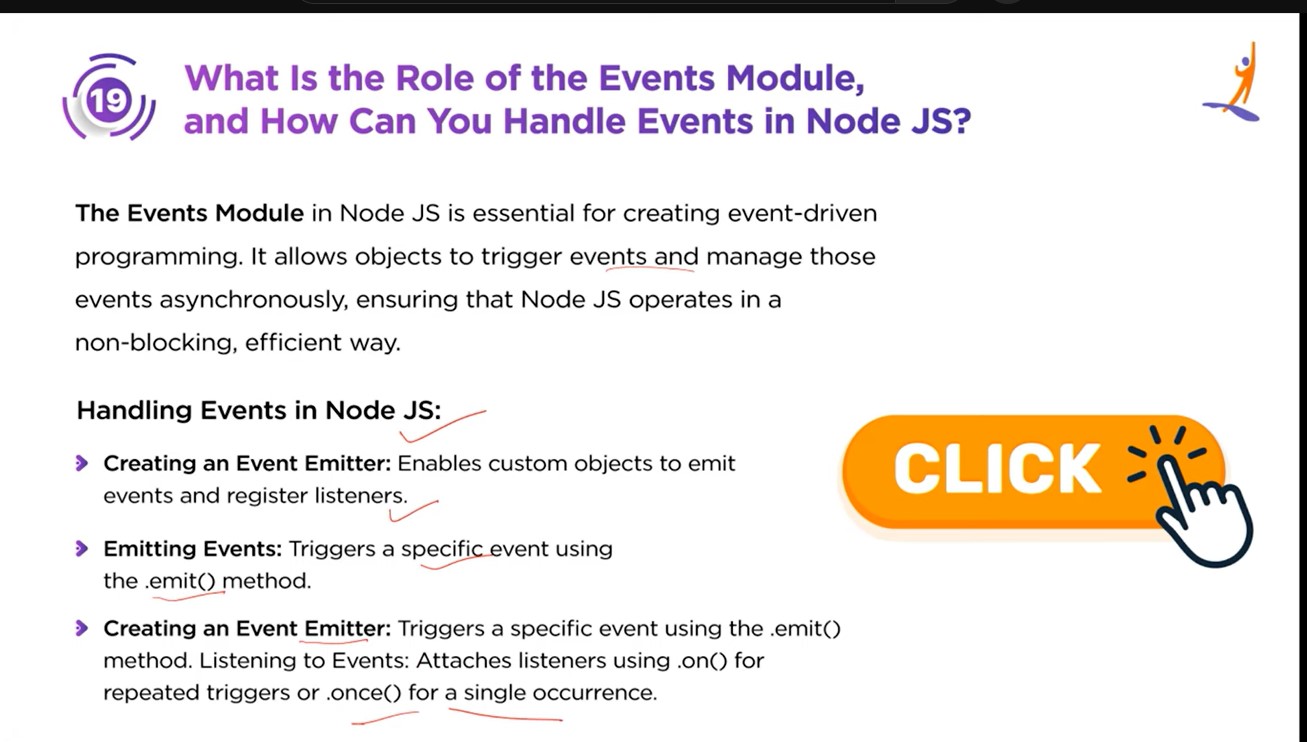 19
What Is the Role of the Events Module,
and How Can You Handle Events in Node JS?
The Events Module in Node JS is essential for creating event-driven
programming. It allows objects to trigger events and manage those
events asynchronously, ensuring that Node JS operates in a
non-blocking, efficient way.
Handling Events in Node JS:
Creating an Event Emitter: Enables custom objects to emit
events and register listeners.
Emitting Events: Triggers a specific event using
the .emit() method.
Creating an Event Emitter: Triggers a specific event using the .emit()
method. Listening to Events: Attaches listeners using .on() for
repeated triggers or .once() for a single occurrence.
CLICK